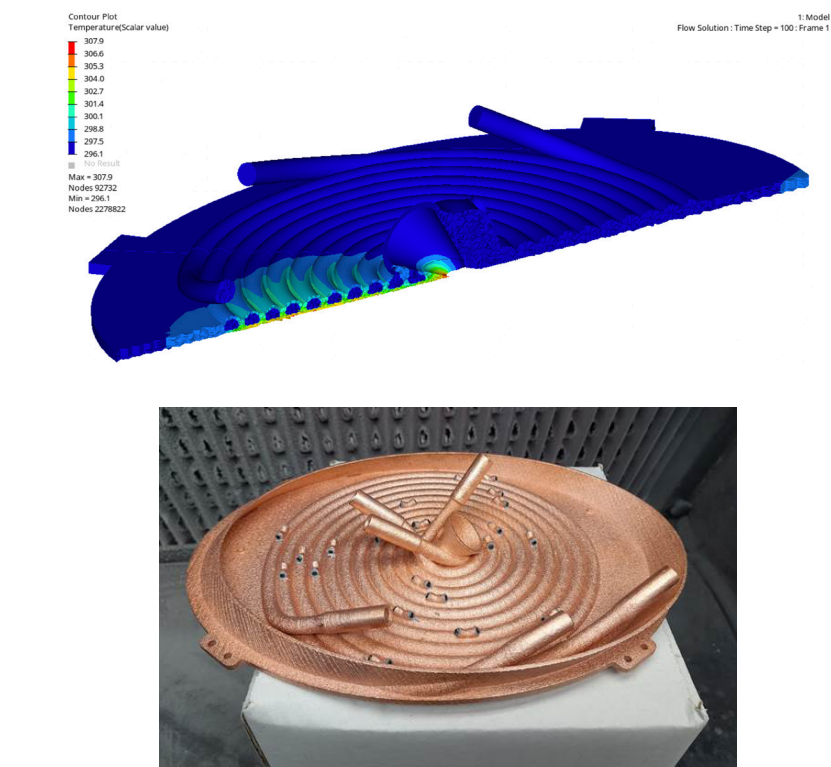 Contour Plot
Temperature(Scalar value)
307.9
306.6
305.3
304.0
302.7
301.4
300.1
298.8
297.5
296.1
No Result
Max = 307.9
Nodes 92732
Min = 296.1
Nodes 2278822
1: Model
Flow Solution : Time Step = 100 : Frame 1